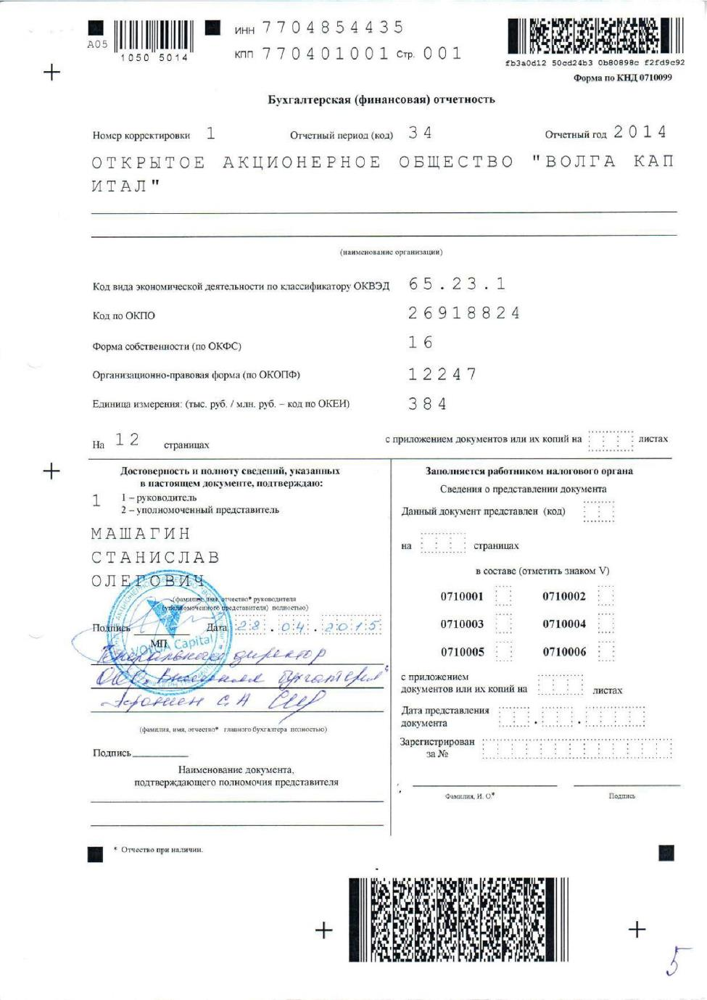 ИНН 7704854435
А05
1050 5014
КПП 770401001 Стр. 001
fb3a0d12 50cd24b3 0b80898c f2fd9c92
Форма по КНД 0710099
Бухгалтерская (финансовая) отчетность
Номер корректировки 1 Отчетный период (код) 34 Отчетный год 2014
ОТКРЫТОЕ АКЦИОНЕРНОЕ ОБЩЕСТВО "ВОЛГА КАП
ИТАЛ"
(наименование организации)
Код вида экономической деятельности по классификатору ОКВЭД 65.23.1
Код по ОКПО 26918824
Форма собственности (по ОКФС) 16
Организационно-правовая форма (по ОКОПФ) 12247
Единица измерения: (тыс. руб. / млн. руб. – код по ОКЕИ) 384
На 12 страницах с приложением документов или их копий на листах
Достоверность и полноту сведений, указанных
в настоящем документе, подтверждаю:
1 1 – руководитель
2 – уполномоченный представитель
МАШАГИН
СТАНИСЛАВ
ОЛЕГОВИЧ
(фамилия, имя, отчество* руководителя
(уполномоченного представителя) полностью)
Подпись Дата 28.04.2015
МП
VOLGA Capital
директор
ООО бухгалтерия"
С.А
(фамилия, имя, отчество* главного бухгалтера полностью)
Подпись
Наименование документа,
подтверждающего полномочия представителя
Заполняется работником налогового органа
Сведения о представлении документа
Данный документ представлен (код)
на страницах
в составе (отметить знаком V)
0710001 0710002
0710003 0710004
0710005 0710006
с приложением
документов или их копий на листах
Дата представления
документа
Зарегистрирован
за №
Фамилия, И. О.* Подпись
* Отчество при наличии.
5